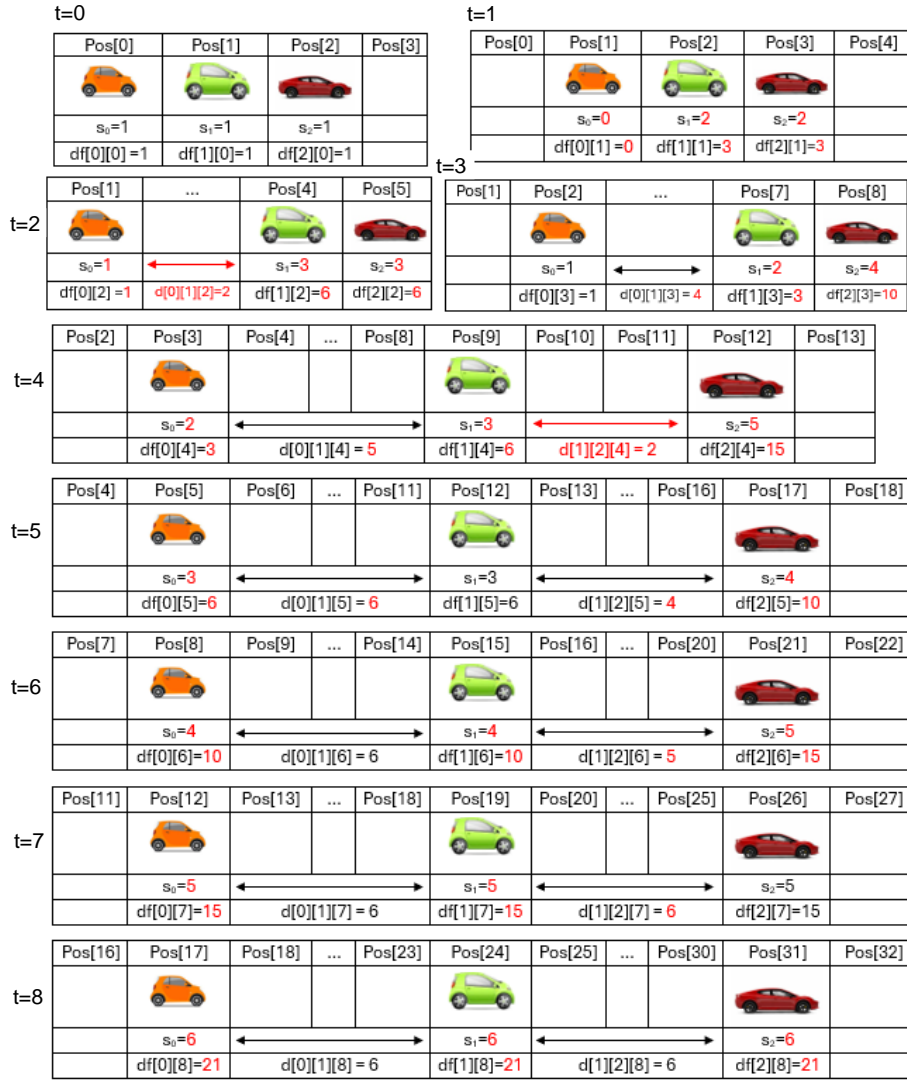 t=0
Pos[0] Pos[1] Pos[2] Pos[3]
s₀=1 s₁=1 s₂=1
df[0][0] =1 df[1][0]=1 df[2][0]=1
t=1
Pos[0] Pos[1] Pos[2] Pos[3] Pos[4]
s₀=0 s₁=2 s₂=2
df[0][1]=0 df[1][1]=3 df[2][1]=3
t=2
Pos[1] ... Pos[4] Pos[5]
s₀=1 s₁=3 s₂=3
df[0][2] =1 d[0][1][2]=2 df[1][2]=6 df[2][2]=6
t=3
Pos[1] Pos[2] ... Pos[7] Pos[8]
s₀=1 s₁=2 s₂=4
df[0][3]=1 d[0][1][3] = 4 df[1][3]=3 df[2][3]=10
t=4
Pos[2] Pos[3] Pos[4] ... Pos[8] Pos[9] Pos[10] Pos[11] Pos[12] Pos[13]
s₀=2 s₁=3 s₂=5
df[0][4]=3 d[0][1][4] = 5 df[1][4]=6 d[1][2][4] = 2 df[2][4]=15
t=5
Pos[4] Pos[5] Pos[6] ... Pos[11] Pos[12] Pos[13] ... Pos[16] Pos[17] Pos[18]
s₀=3 s₁=3 s₂=4
df[0][5]=6 d[0][1][5] = 6 df[1][5]=6 d[1][2][5] = 4 df[2][5]=10
t=6
Pos[7] Pos[8] Pos[9] ... Pos[14] Pos[15] Pos[16] ... Pos[20] Pos[21] Pos[22]
s₀=4 s₁=4 s₂=5
df[0][6]=10 d[0][1][6] = 6 df[1][6]=10 d[1][2][6] = 5 df[2][6]=15
t=7
Pos[11] Pos[12] Pos[13] ... Pos[18] Pos[19] Pos[20] ... Pos[25] Pos[26] Pos[27]
s₀=5 s₁=5 s₂=5
df[0][7]=15 d[0][1][7] = 6 df[1][7]=15 d[1][2][7] = 6 df[2][7]=15
t=8
Pos[16] Pos[17] Pos[18] ... Pos[23] Pos[24] Pos[25] ... Pos[30] Pos[31] Pos[32]
s₀=6 s₁=6 s₂=6
df[0][8]=21 d[0][1][8] = 6 df[1][8]=21 d[1][2][8] = 6 df[2][8]=21